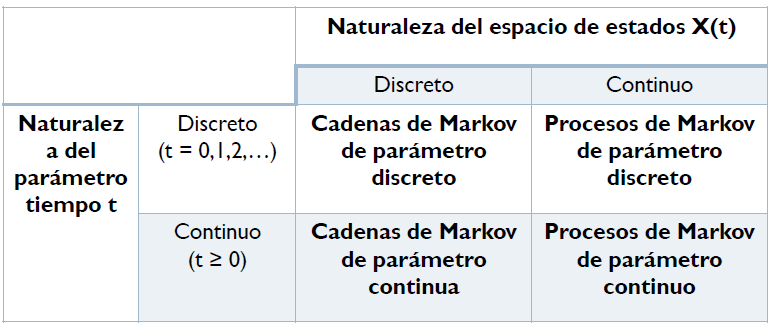 Naturaleza del espacio de estados X(t)
Discreto
Continuo
Naturalez
a del
parámetro
tiempo t
Discreto
(t = 0,1,2,...)
Cadenas de Markov
de parámetro
discreto
Procesos de Markov
de parámetro
discreto
Continuo
(t ≥ 0)
Cadenas de Markov
de parámetro
continua
Procesos de Markov
de parámetro
continuo